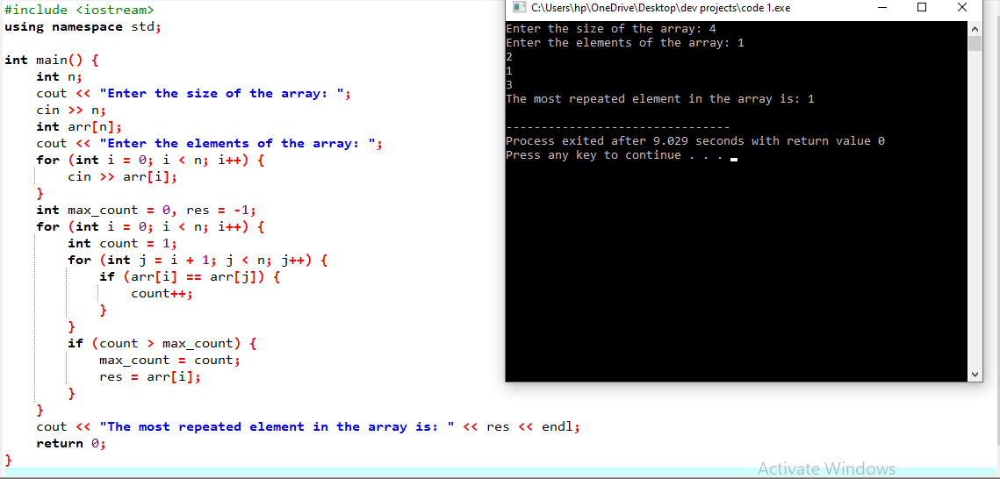 #include <iostream>
using namespace std;

int main() {
    int n;
    cout << "Enter the size of the array: ";
    cin >> n;
    int arr[n];
    cout << "Enter the elements of the array: ";
    for (int i = 0; i < n; i++) {
        cin >> arr[i];
    }
    int max_count = 0, res = -1;
    for (int i = 0; i < n; i++) {
        int count = 1;
        for (int j = i + 1; j < n; j++) {
            if (arr[i] == arr[j]) {
                count++;
            }
        }
        if (count > max_count) {
            max_count = count;
            res = arr[i];
        }
    }
    cout << "The most repeated element in the array is: " << res << endl;
    return 0;
}
C:\Users\hp\OneDrive\Desktop\dev projects\code 1.exe
Enter the size of the array: 4
Enter the elements of the array: 1
2
1
3
The most repeated element in the array is: 1

--------------------------------
Process exited after 9.029 seconds with return value 0
Press any key to continue . . .
Activate Windows